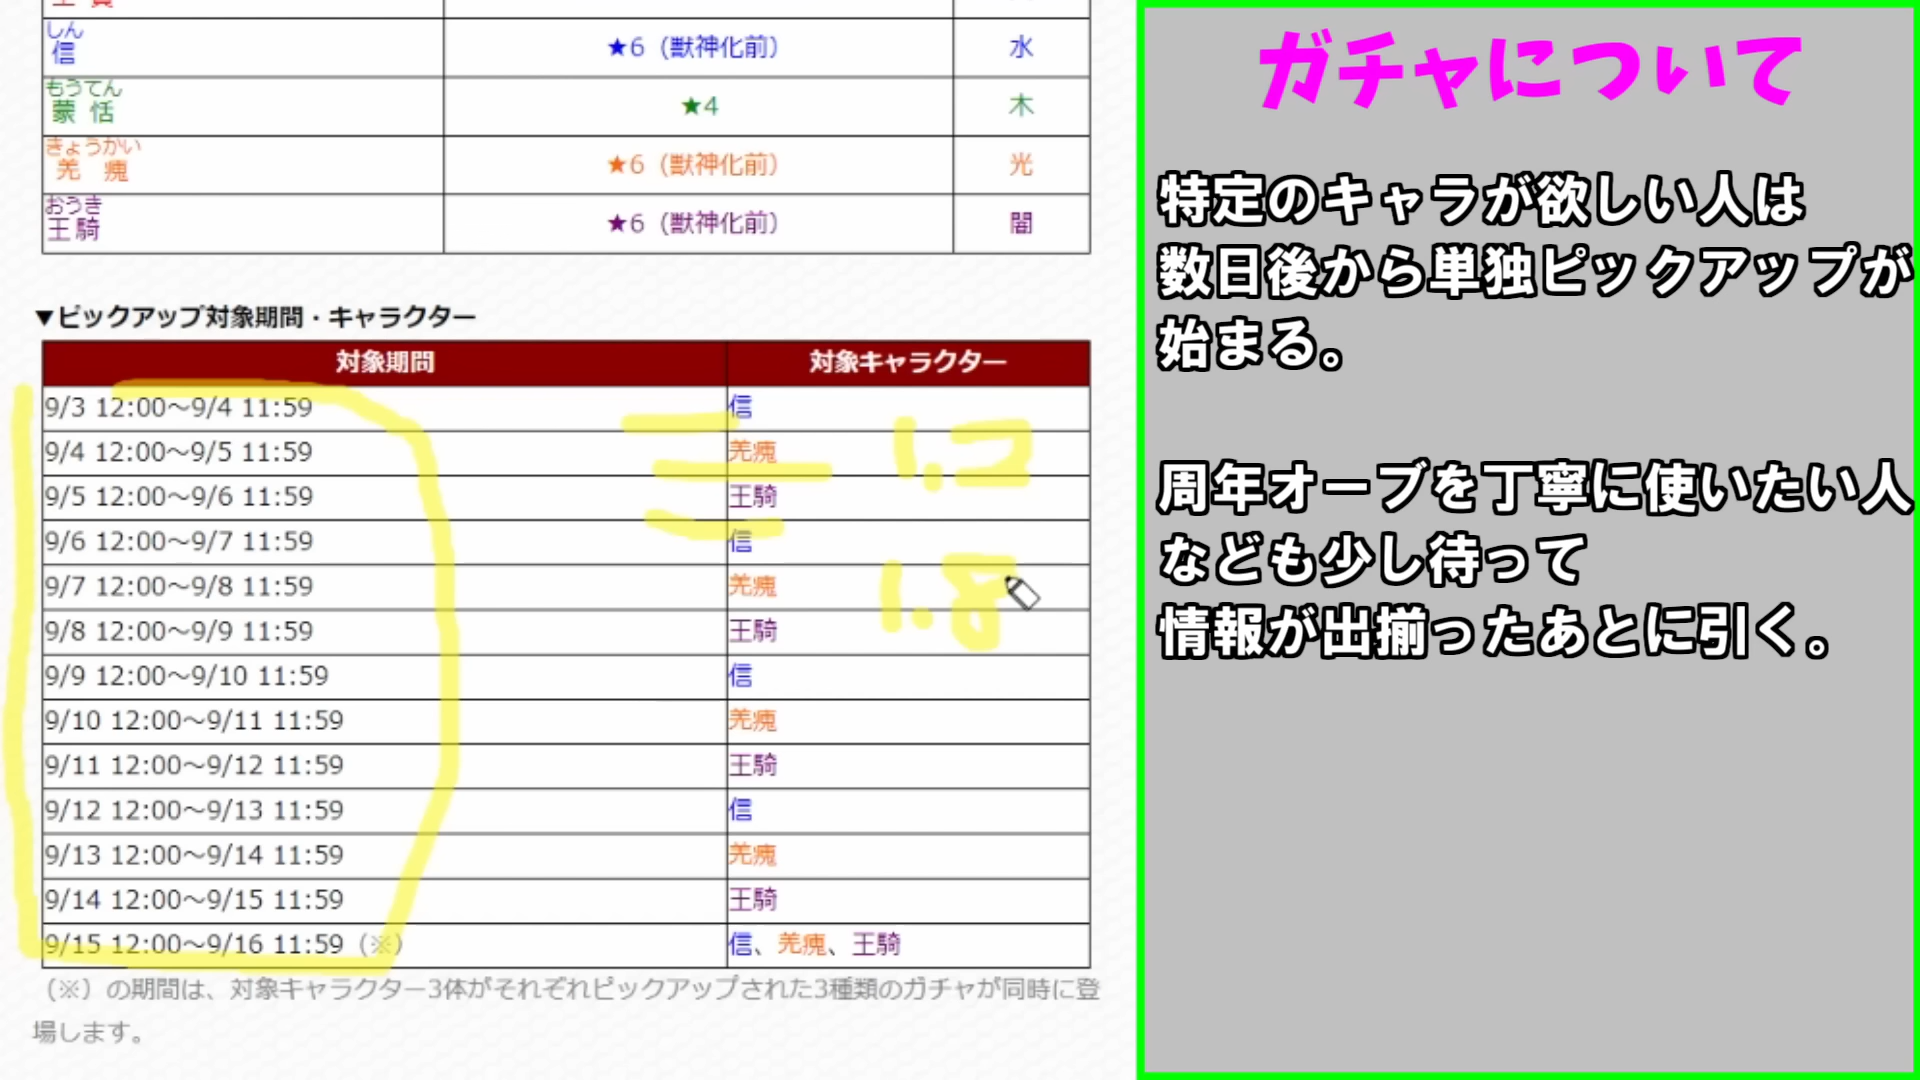 しん
信 ★6（獣神化前） 水
もうてん
蒙 恬 ★4 木
きょうかい
羌 瘣 ★6（獣神化前） 光
おうき
王騎 ★6（獣神化前） 闇
▼ピックアップ対象期間・キャラクター
対象期間 対象キャラクター
9/3 12:00～9/4 11:59 信
9/4 12:00～9/5 11:59 羌瘣
9/5 12:00～9/6 11:59 王騎
9/6 12:00～9/7 11:59 信
9/7 12:00～9/8 11:59 羌瘣
9/8 12:00～9/9 11:59 王騎
9/9 12:00～9/10 11:59 信
9/10 12:00～9/11 11:59 羌瘣
9/11 12:00～9/12 11:59 王騎
9/12 12:00～9/13 11:59 信
9/13 12:00～9/14 11:59 羌瘣
9/14 12:00～9/15 11:59 王騎
9/15 12:00～9/16 11:59（※） 信、羌瘣、王騎
（※）の期間は、対象キャラクター3体がそれぞれピックアップされた3種類のガチャが同時に登
場します。
1.2
1.8
ガチャについて
特定のキャラが欲しい人は
数日後から単独ピックアップが
始まる。
周年オーブを丁寧に使いたい人
なども少し待って
情報が出揃ったあとに引く。